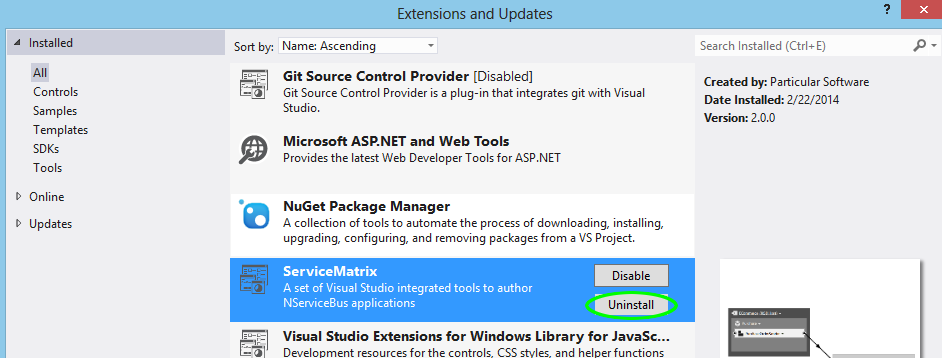 Extensions and Updates
?
Installed
All
Controls
Samples
Templates
SDKs
Tools
Online
Updates
Sort by: Name: Ascending
Git Source Control Provider [Disabled]
Git Source Control Provider is a plug-in that integrates git with Visual
Studio.
Microsoft ASP.NET and Web Tools
Provides the latest Web Developer Tools for ASP.NET
NuGet Package Manager
A collection of tools to automate the process of downloading, installing,
upgrading, configuring, and removing packages from a VS Project.
ServiceMatrix
A set of Visual Studio integrated tools to author
NServiceBus applications
Disable
Uninstall
Visual Studio Extensions for Windows Library for JavaSc...
Development resources for the controls, CSS styles, and helper functions
Search Installed (Ctrl+E)
Created by: Particular Software
Date Installed: 2/22/2014
Version: 2.0.0